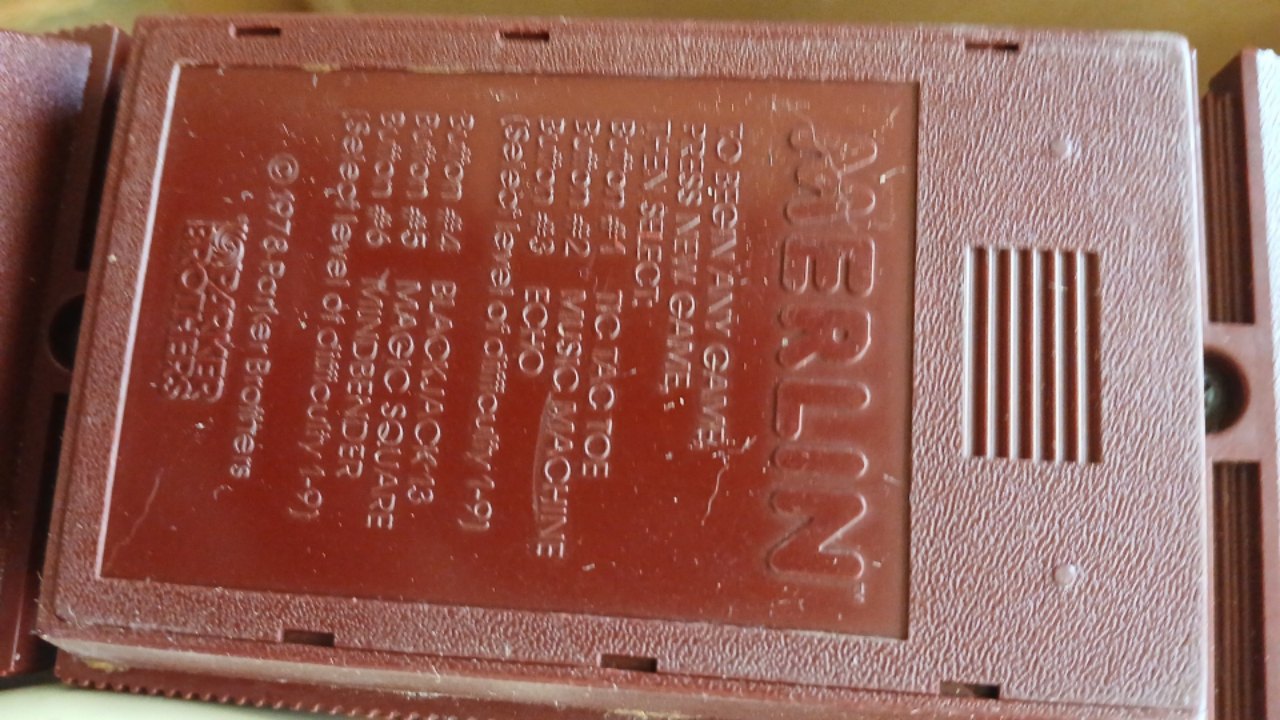 MERLIN
TO BEGIN ANY GAME,
PRESS NEW GAME,
THEN SELECT:
Button #1 TIC TAC TOE
Button #2 MUSIC MACHINE
Button #3 ECHO
(Select level of difficulty 1-9)
Button #4 BLACKJACK 13
Button #5 MAGIC SQUARE
Button #6 MINDBENDER
(Select level of difficulty 1-9)
© 1978 Parker Brothers
PARKER
BROTHERS